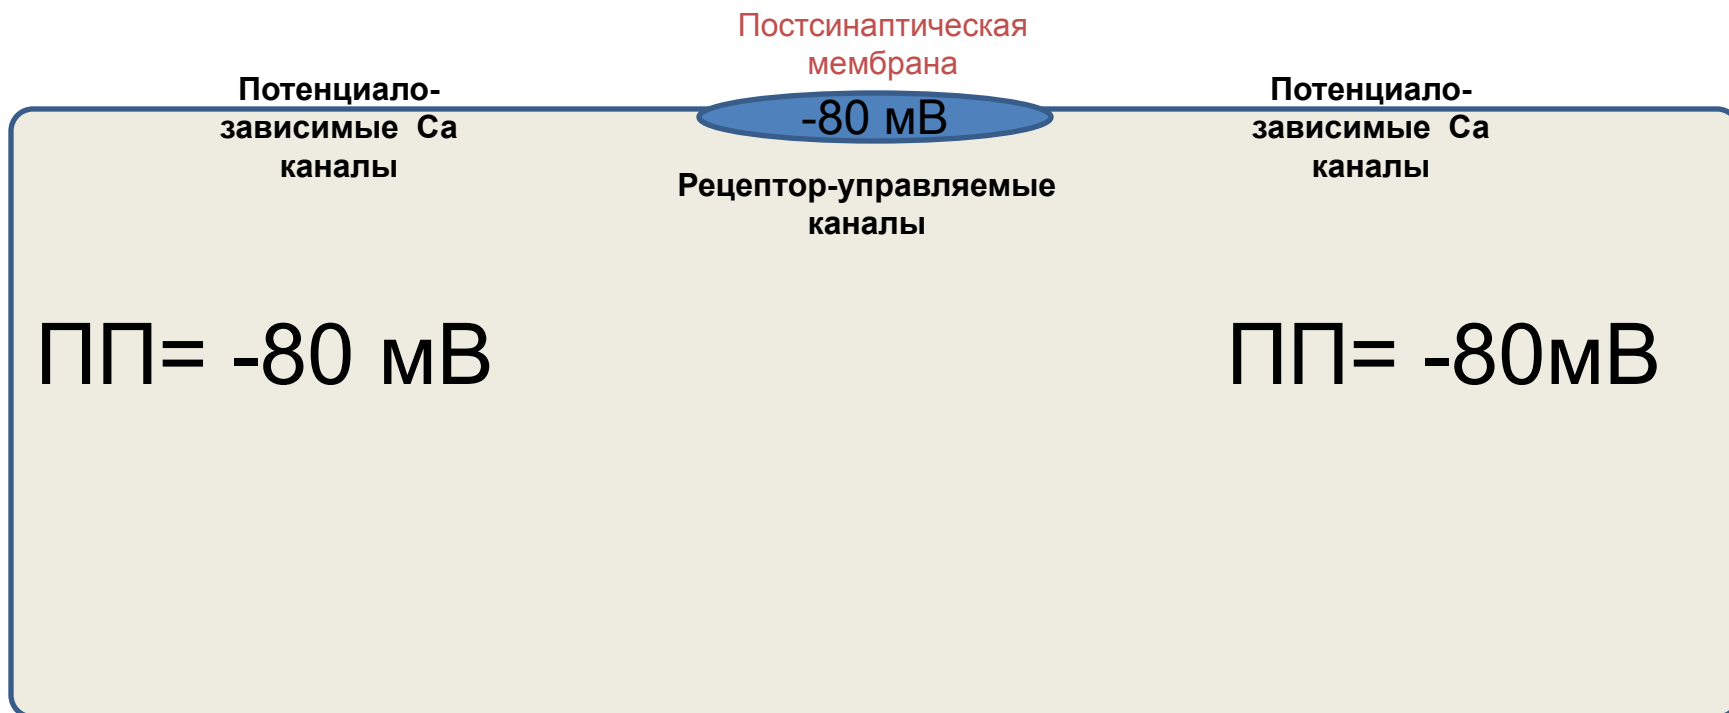 Постсинаптическая
мембрана
Потенциало-
зависимые Са
каналы
-80 мВ
Рецептор-управляемые
каналы
Потенциало-
зависимые Са
каналы
ПП= -80 мВ
ПП= -80мВ